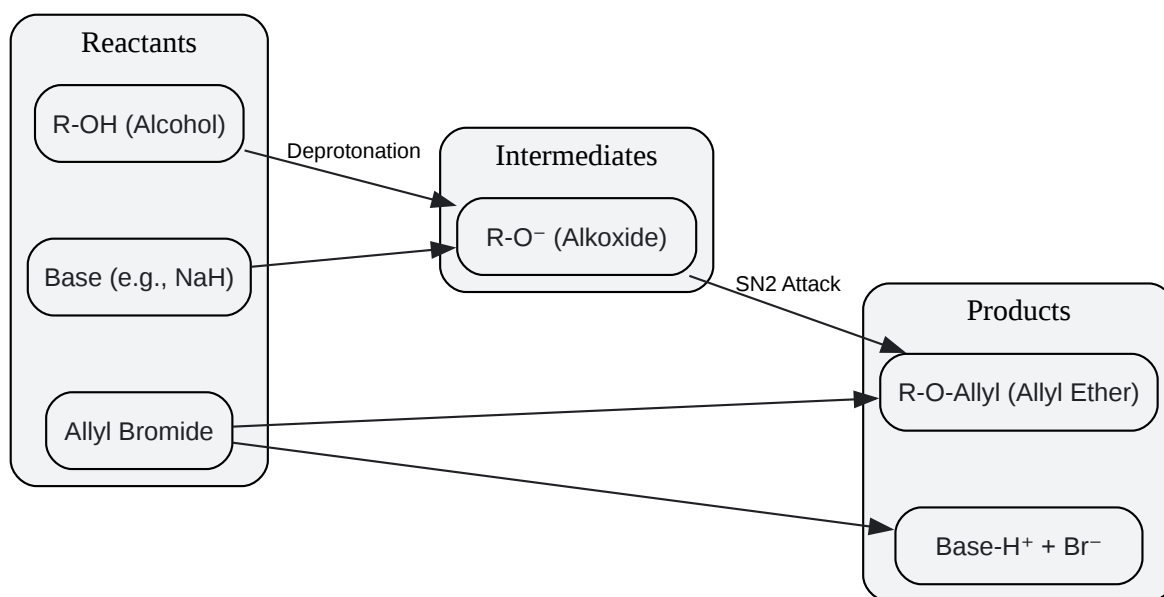 Reactants
R-OH (Alcohol)
Deprotonation
Base (e.g., NaH)
Allyl Bromide
Intermediates
R-O⁻ (Alkoxide)
SN2 Attack
Products
R-O-Allyl (Allyl Ether)
Base-H⁺ + Br⁻